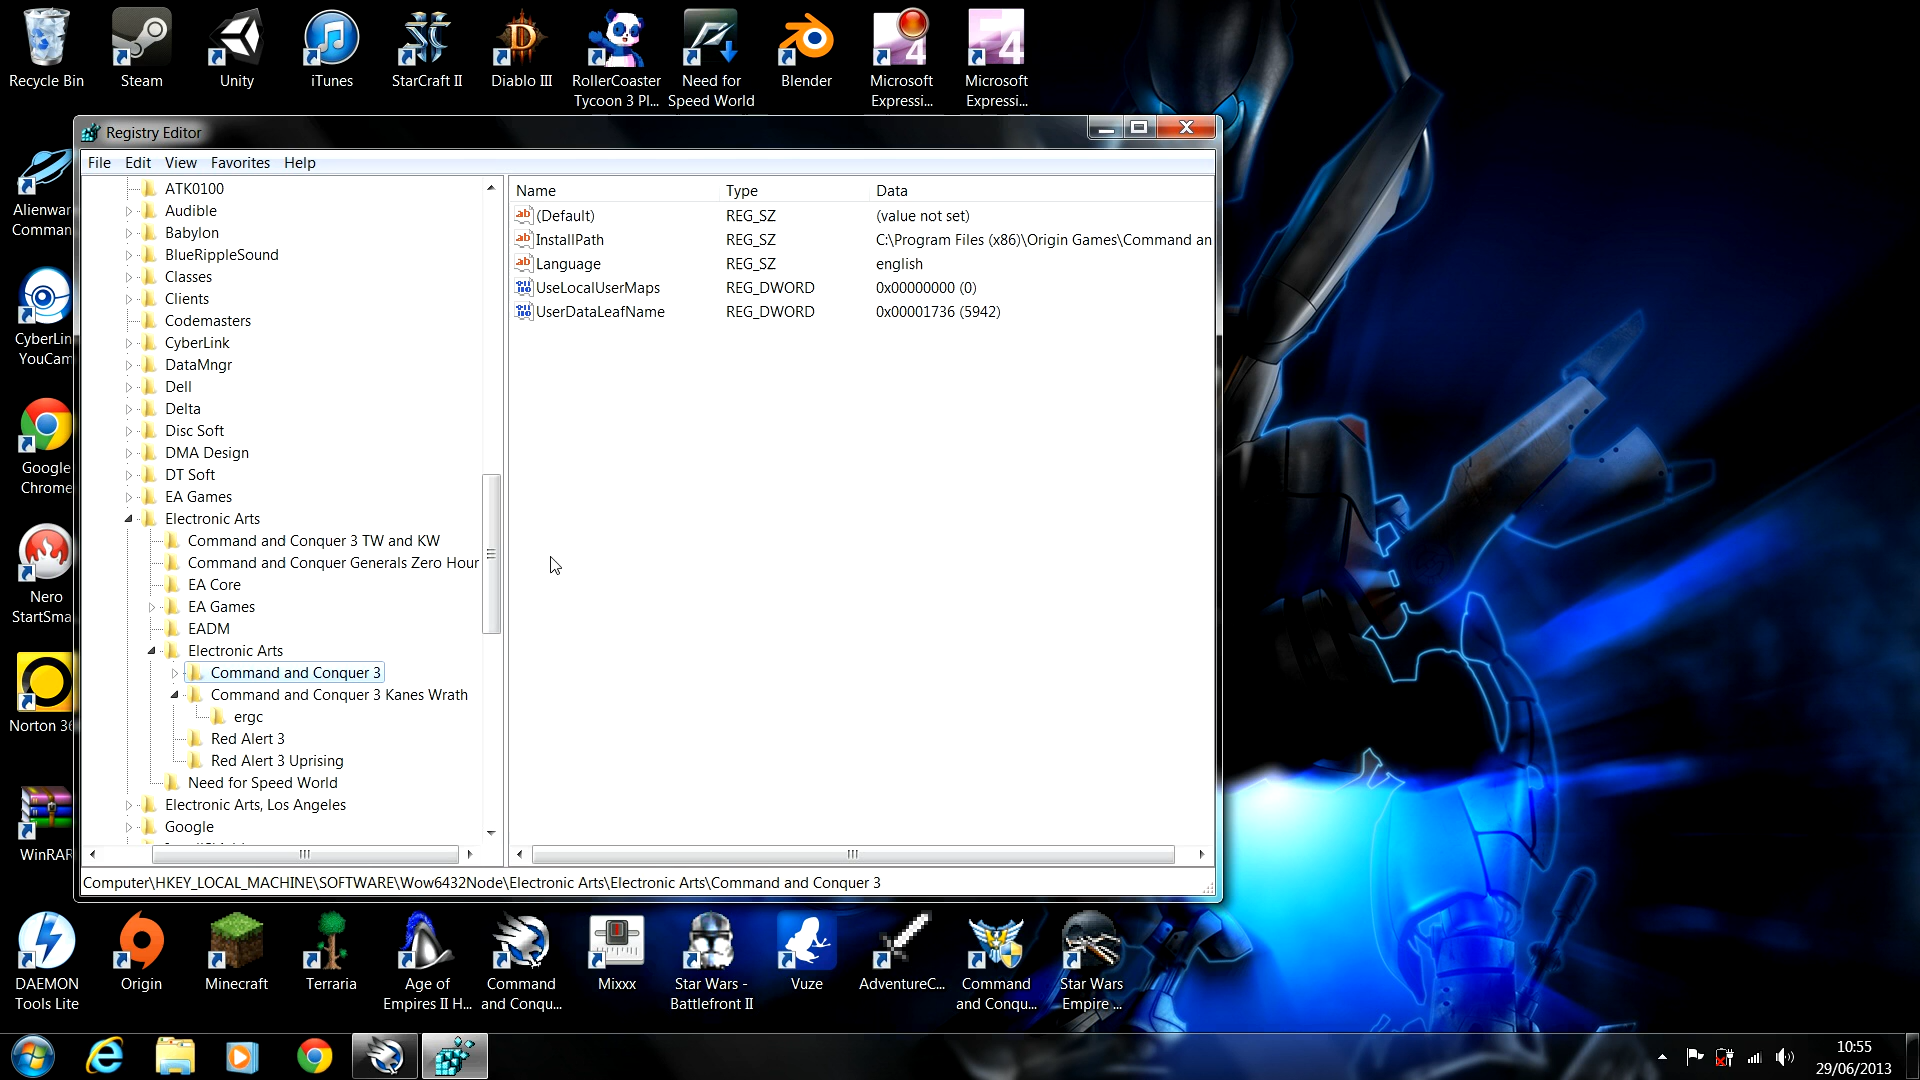 Recycle Bin
Steam
Unity
iTunes
StarCraft II
Diablo III
RollerCoaster
Tycoon 3 Pl...
Need for
Speed World
Blender
Microsoft
Expressi...
Microsoft
Expressi...
Alienwar
Comman
CyberLin
YouCam
Google
Chrome
Nero
StartSma
Norton 36
WinRAR
Registry Editor
File Edit View Favorites Help
ATK0100
Audible
Babylon
BlueRippleSound
Classes
Clients
Codemasters
CyberLink
DataMngr
Dell
Delta
Disc Soft
DMA Design
DT Soft
EA Games
Electronic Arts
Command and Conquer 3 TW and KW
Command and Conquer Generals Zero Hour
EA Core
EA Games
EADM
Electronic Arts
Command and Conquer 3
Command and Conquer 3 Kanes Wrath
ergc
Red Alert 3
Red Alert 3 Uprising
Need for Speed World
Electronic Arts, Los Angeles
Google
Name Type Data
(Default) REG_SZ (value not set)
InstallPath REG_SZ C:\Program Files (x86)\Origin Games\Command an
Language REG_SZ english
UseLocalUserMaps REG_DWORD 0x00000000 (0)
UserDataLeafName REG_DWORD 0x00001736 (5942)
Computer\HKEY_LOCAL_MACHINE\SOFTWARE\Wow6432Node\Electronic Arts\Electronic Arts\Command and Conquer 3
DAEMON
Tools Lite
Origin
Minecraft
Terraria
Age of
Empires II H...
Command
and Conqu...
Mixxx
Star Wars -
Battlefront II
Vuze
AdventureC...
Command
and Conqu...
Star Wars
Empire ...
10:55
29/06/2013